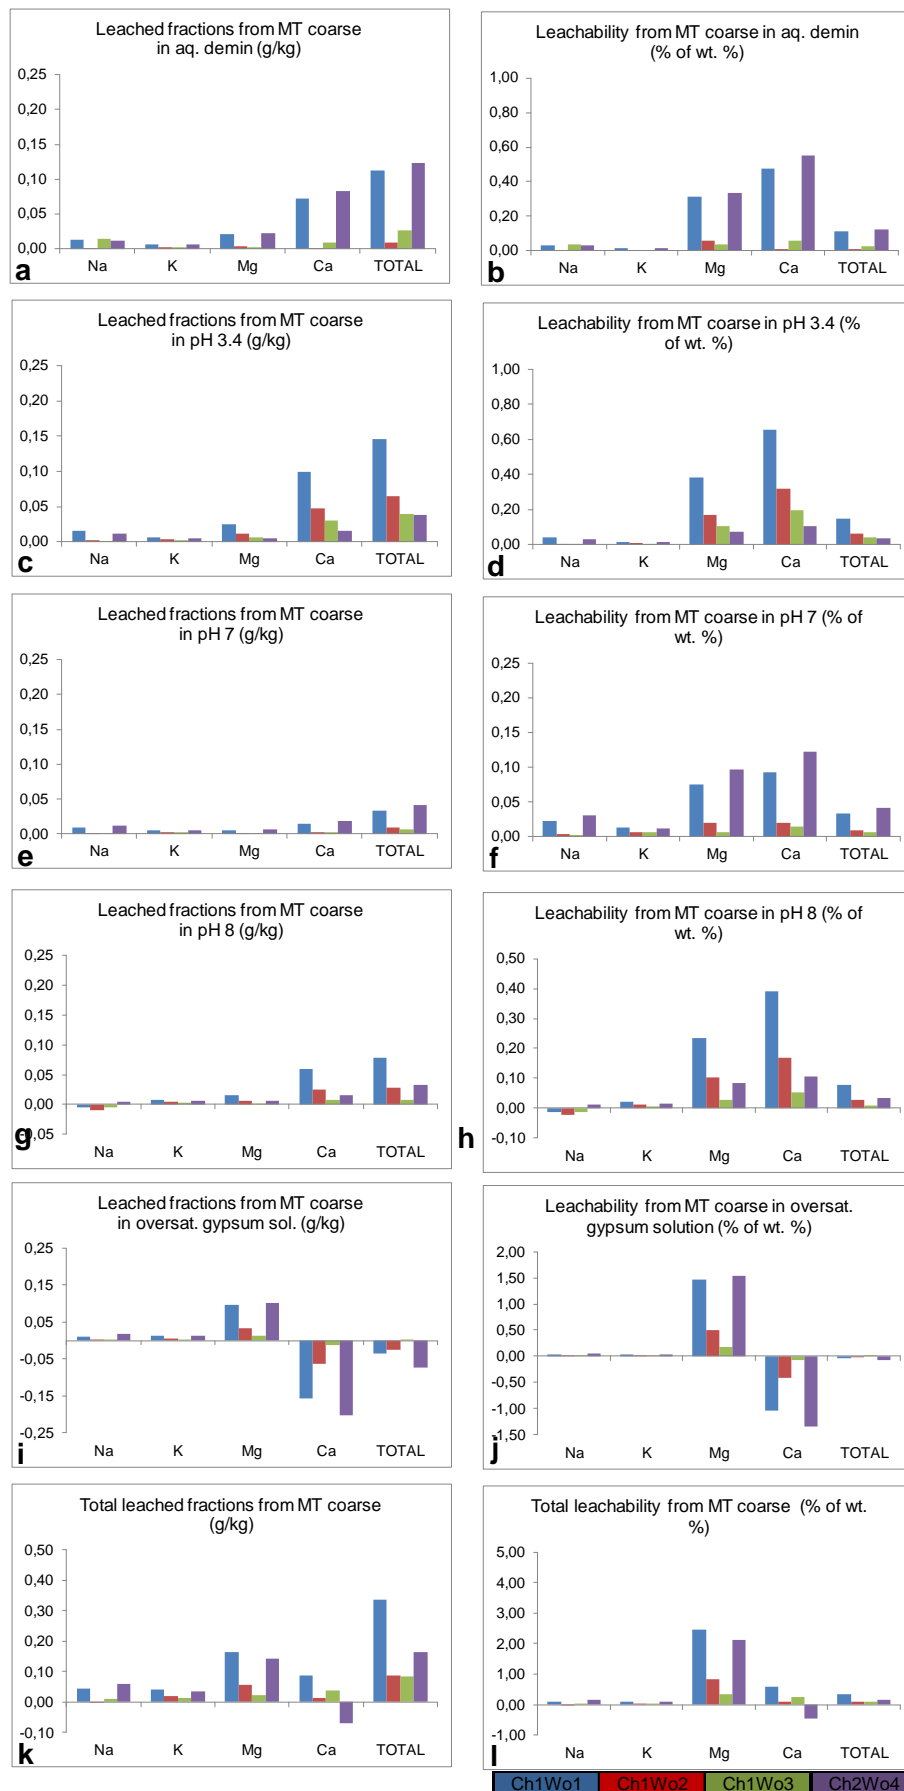 Leached fractions from MT coarse
in aq. demin (g/kg)
0,25
0,20
0,15
0,10
0,05
0,00
Na K Mg Ca TOTAL
a
Leachability from MT coarse in aq. demin
(% of wt. %)
1,00
0,80
0,60
0,40
0,20
0,00
Na K Mg Ca TOTAL
b
Leached fractions from MT coarse
in pH 3.4 (g/kg)
0,25
0,20
0,15
0,10
0,05
0,00
Na K Mg Ca TOTAL
c
Leachability from MT coarse in pH 3.4 (%
of wt. %)
1,00
0,80
0,60
0,40
0,20
0,00
Na K Mg Ca TOTAL
d
Leached fractions from MT coarse
in pH 7 (g/kg)
0,25
0,20
0,15
0,10
0,05
0,00
Na K Mg Ca TOTAL
e
Leachability from MT coarse in pH 7 (% of
wt. %)
0,25
0,20
0,15
0,10
0,05
0,00
Na K Mg Ca TOTAL
f
Leached fractions from MT coarse
in pH 8 (g/kg)
0,25
0,20
0,15
0,10
0,05
0,00
-0,05
Na K Mg Ca TOTAL
g
Leachability from MT coarse in pH 8 (% of
wt. %)
0,50
0,40
0,30
0,20
0,10
0,00
-0,10
Na K Mg Ca TOTAL
h
Leached fractions from MT coarse
in oversat. gypsum sol. (g/kg)
0,25
0,15
0,05
-0,05
-0,15
-0,25
Na K Mg Ca TOTAL
i
Leachability from MT coarse in oversat.
gypsum solution (% of wt. %)
2,00
1,50
1,00
0,50
0,00
-0,50
-1,00
-1,50
Na K Mg Ca TOTAL
j
Total leached fractions from MT coarse
(g/kg)
0,50
0,40
0,30
0,20
0,10
0,00
-0,10
Na K Mg Ca TOTAL
k
Total leachability from MT coarse (% of wt.
%)
5,00
4,00
3,00
2,00
1,00
0,00
-1,00
Na K Mg Ca TOTAL
l
Ch1Wo1 Ch1Wo2 Ch1Wo3 Ch2Wo4